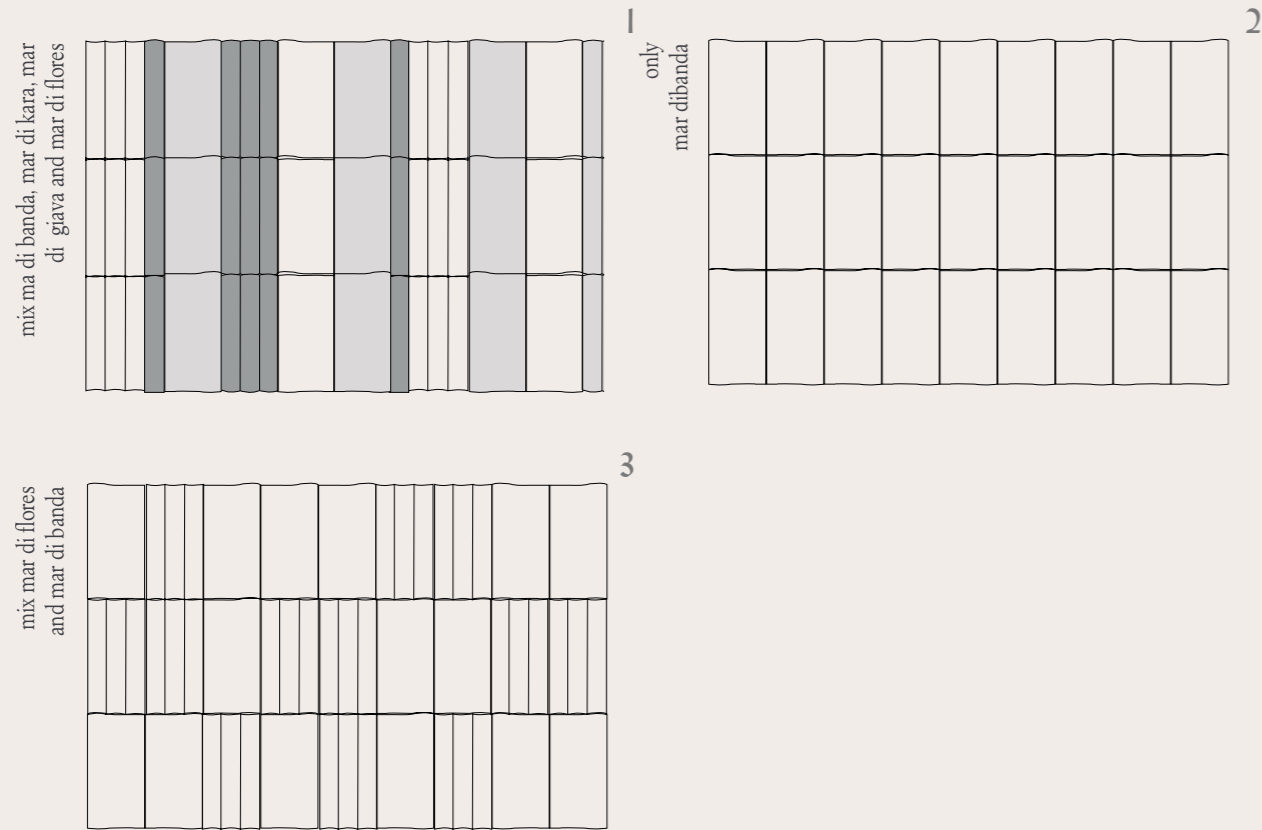 1
mix ma di banda, mar di kara, mar
di giava and mar di flores
2
only
mar dibanda
3
mix mar di flores
and mar di banda